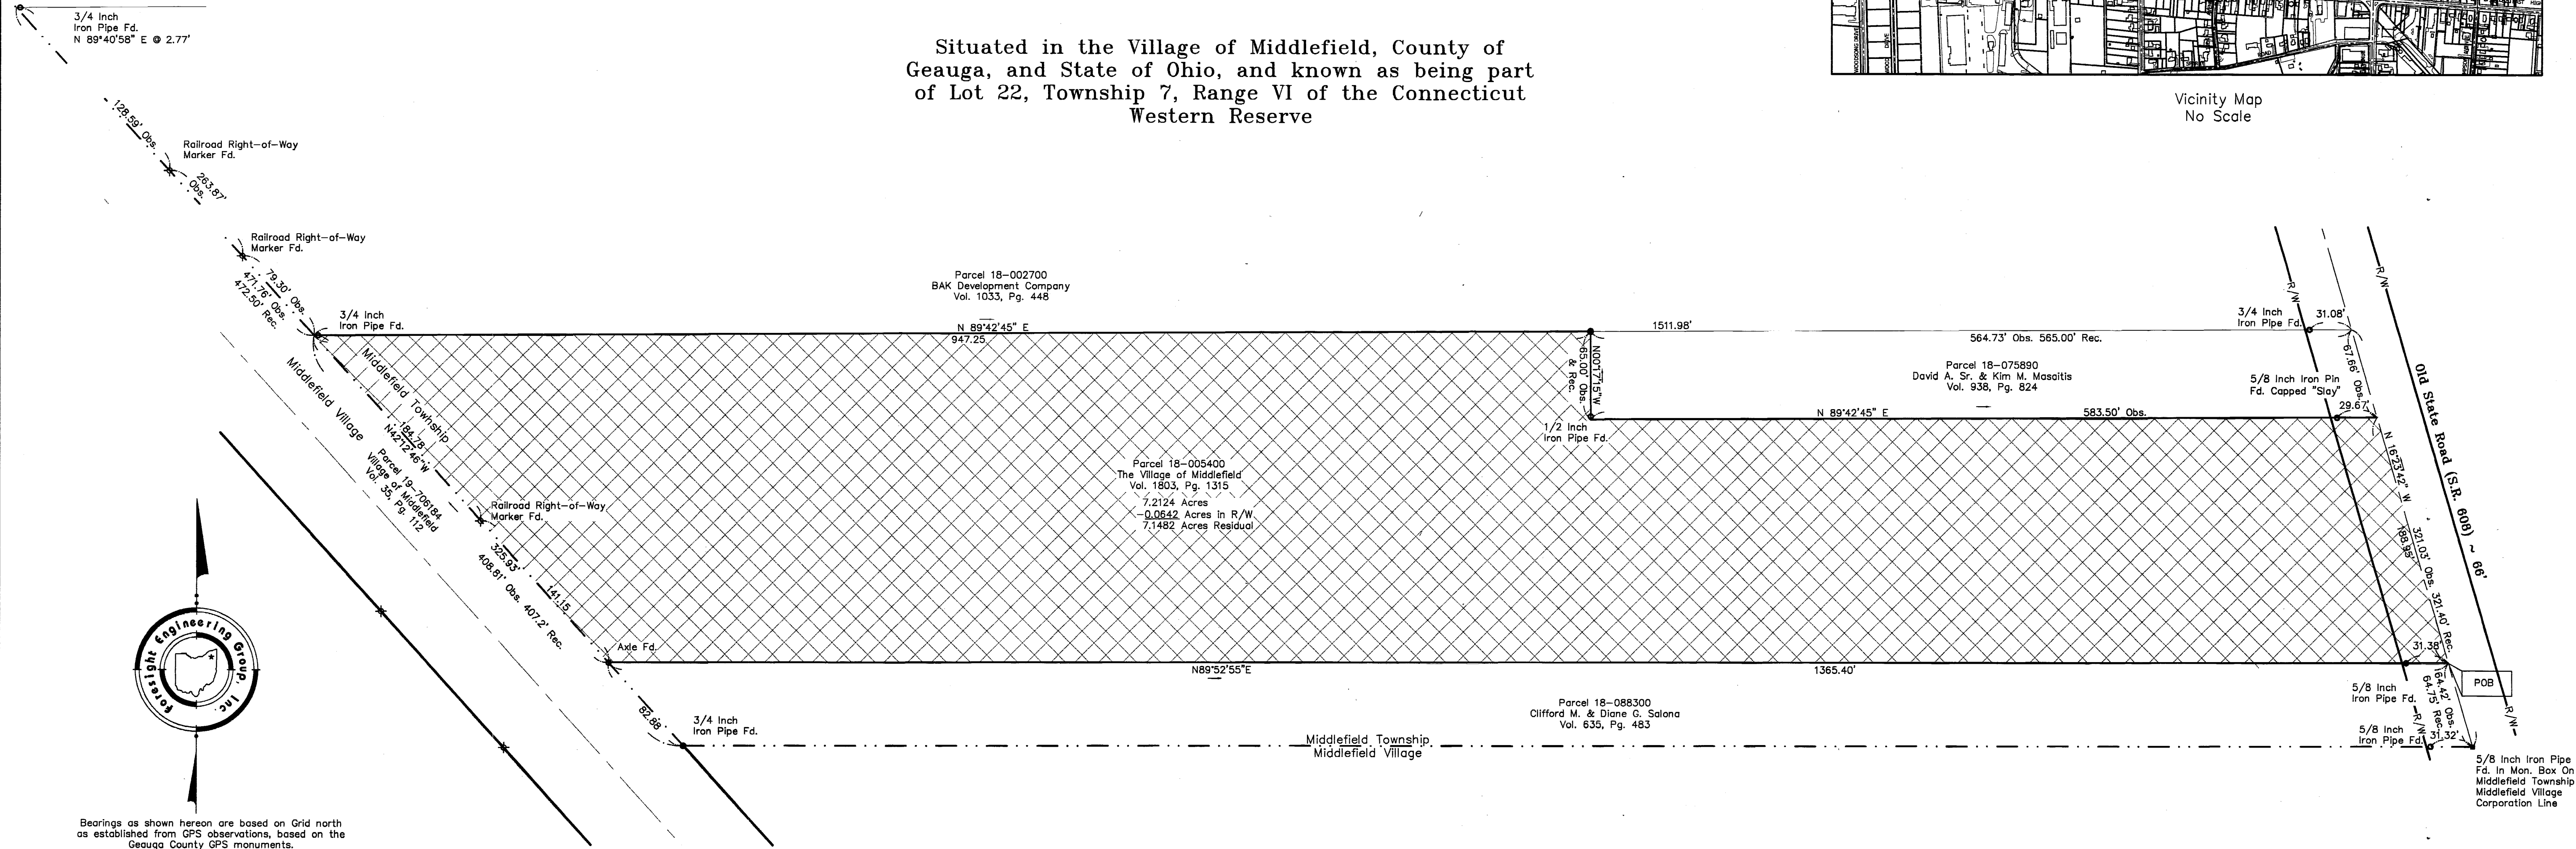 3/4 Inch
Iron Pipe Fd.
N 89°40'58" E @ 2.77'
Situated in the Village of Middlefield, County of
Geauga, and State of Ohio, and known as being part
of Lot 22, Township 7, Range VI of the Connecticut
Western Reserve
Vicinity Map
No Scale
128.59' Obs.
Railroad Right-of-Way
Marker Fd.
263.87'
Obs.
Railroad Right-of-Way
Marker Fd.
79.30' Obs.
471.76' Obs.
472.50' Rec.
3/4 Inch
Iron Pipe Fd.
Parcel 18-002700
BAK Development Company
Vol. 1033, Pg. 448
N 89°42'45" E
947.25
1511.98'
564.73' Obs. 565.00' Rec.
3/4 Inch
Iron Pipe Fd.
31.08'
R/W
R/W
N00°17'15"W
65.00' Obs.
& Rec.
Parcel 18-075890
David A. Sr. & Kim M. Masaitis
Vol. 938, Pg. 824
67.66' Obs.
5/8 Inch Iron Pin
Fd. Capped "Slay"
29.67'
Old State Road (S.R. 608) ~ 66'
N 89°42'45" E
583.50' Obs.
1/2 Inch
Iron Pipe Fd.
Middlefield Township
Middlefield Village
184.78
N42°12'46"W
Parcel 19-706184
Village of Middlefield
Vol. 35, Pg. 112
Railroad Right-of-Way
Marker Fd.
Parcel 18-005400
The Village of Middlefield
Vol. 1803, Pg. 1315
7.2124 Acres
-0.0642 Acres in R/W
7.1482 Acres Residual
N 16°23'42" W
188.95'
321.03' Obs. 321.40' Rec.
325.93'
141.15
408.81' Obs. 407.2' Rec.
Axle Fd.
31.38'
N89°52'55"E
1365.40'
POB
5/8 Inch
Iron Pipe Fd.
64.42' Obs.
64.75' Rec.
Foresight Engineering Group, Inc.
82.88
3/4 Inch
Iron Pipe Fd.
Parcel 18-088300
Clifford M. & Diane G. Salona
Vol. 635, Pg. 483
R/W
R/W
5/8 Inch
Iron Pipe Fd.
31.32'
Middlefield Township
Middlefield Village
5/8 Inch Iron Pipe
Fd. In Mon. Box On
Middlefield Township
Middlefield Village
Corporation Line
Bearings as shown hereon are based on Grid north
as established from GPS observations, based on the
Geauga County GPS monuments.